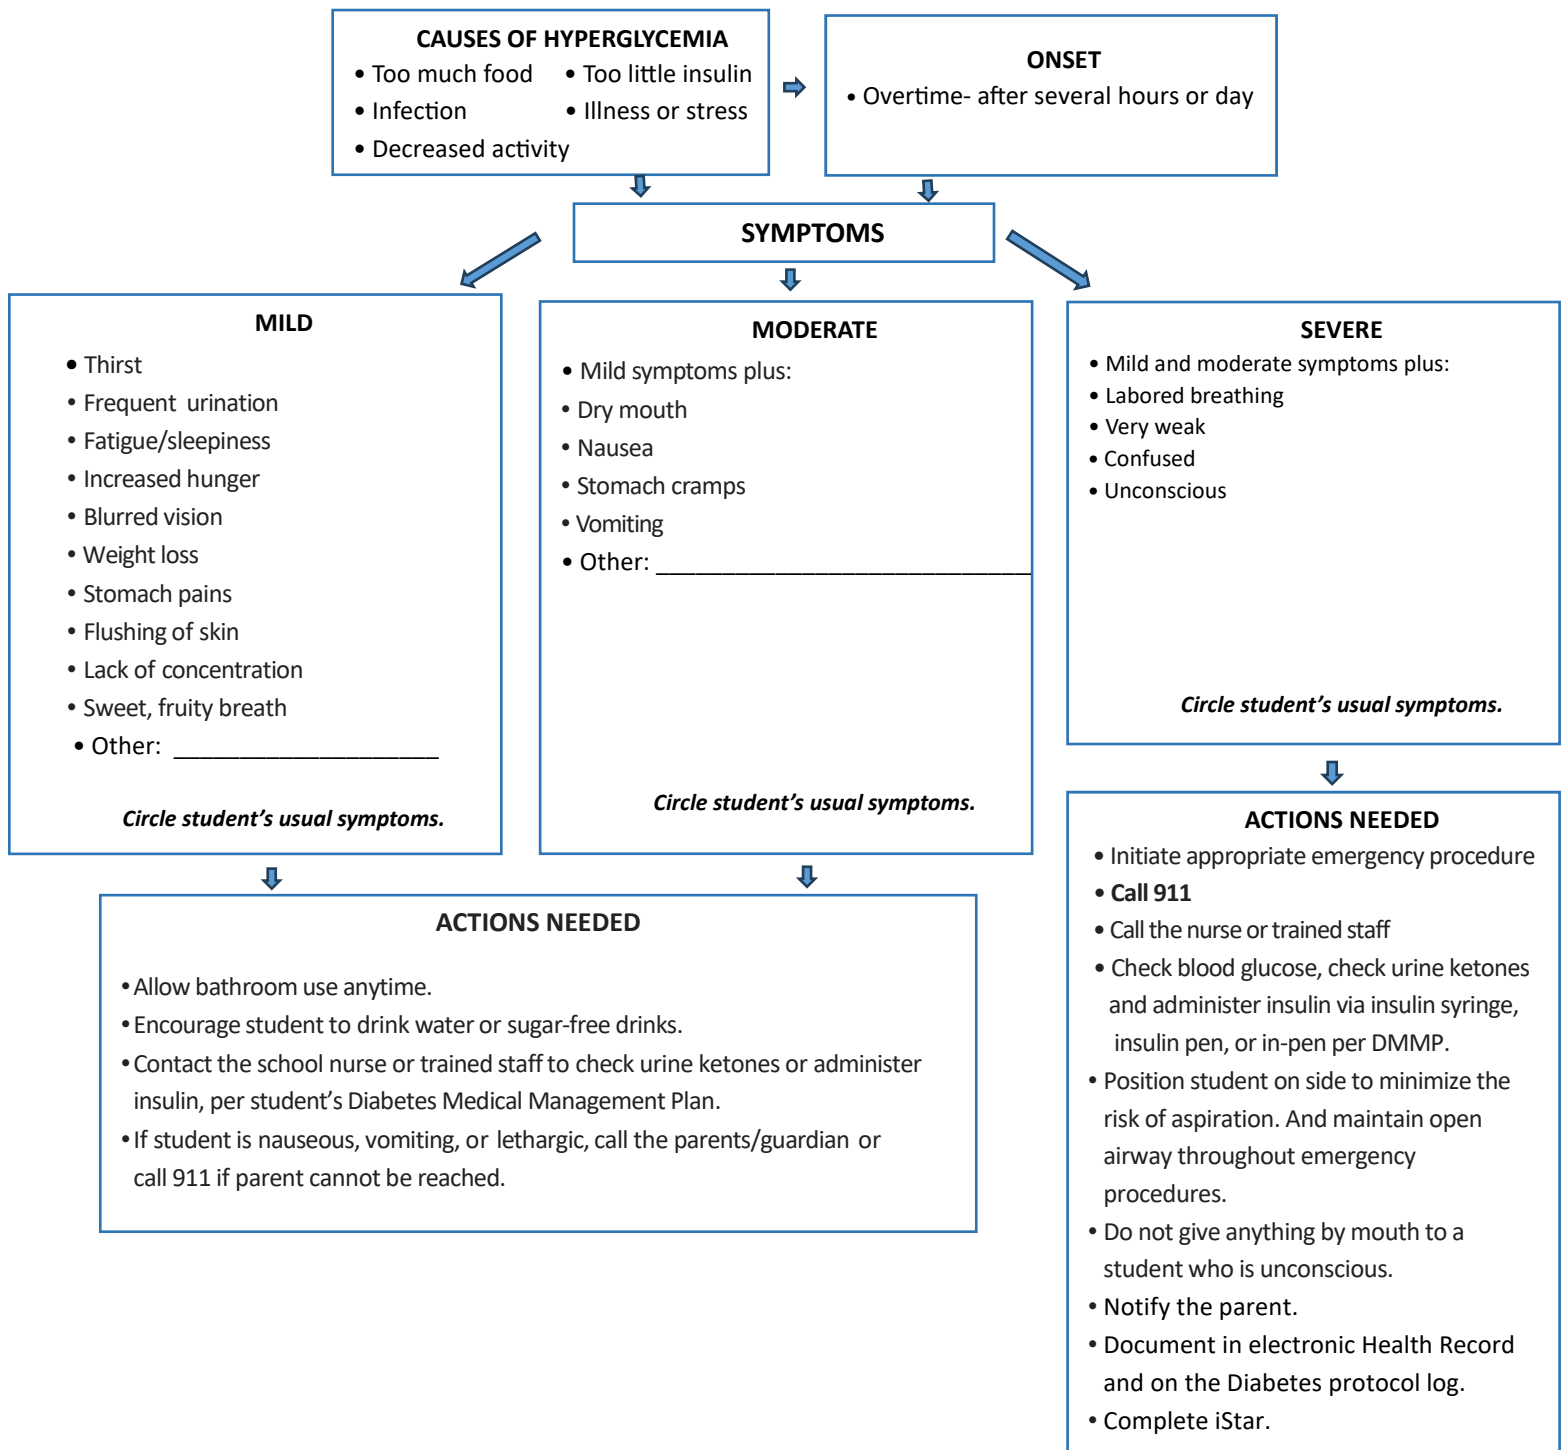 CAUSES OF HYPERGLYCEMIA
• Too much food • Too little insulin
• Infection • Illness or stress
• Decreased activity
ONSET
• Overtime- after several hours or day
SYMPTOMS
MILD
• Thirst
• Frequent urination
• Fatigue/sleepiness
• Increased hunger
• Blurred vision
• Weight loss
• Stomach pains
• Flushing of skin
• Lack of concentration
• Sweet, fruity breath
• Other: ____________________
Circle student’s usual symptoms.
MODERATE
• Mild symptoms plus:
• Dry mouth
• Nausea
• Stomach cramps
• Vomiting
• Other: ____________________________
Circle student’s usual symptoms.
SEVERE
• Mild and moderate symptoms plus:
• Labored breathing
• Very weak
• Confused
• Unconscious
Circle student’s usual symptoms.
ACTIONS NEEDED
• Allow bathroom use anytime.
• Encourage student to drink water or sugar-free drinks.
• Contact the school nurse or trained staff to check urine ketones or administer
insulin, per student’s Diabetes Medical Management Plan.
• If student is nauseous, vomiting, or lethargic, call the parents/guardian or
call 911 if parent cannot be reached.
ACTIONS NEEDED
• Initiate appropriate emergency procedure
• Call 911
• Call the nurse or trained staff
• Check blood glucose, check urine ketones
and administer insulin via insulin syringe,
insulin pen, or in-pen per DMMP.
• Position student on side to minimize the
risk of aspiration. And maintain open
airway throughout emergency
procedures.
• Do not give anything by mouth to a
student who is unconscious.
• Notify the parent.
• Document in electronic Health Record
and on the Diabetes protocol log.
• Complete iStar.